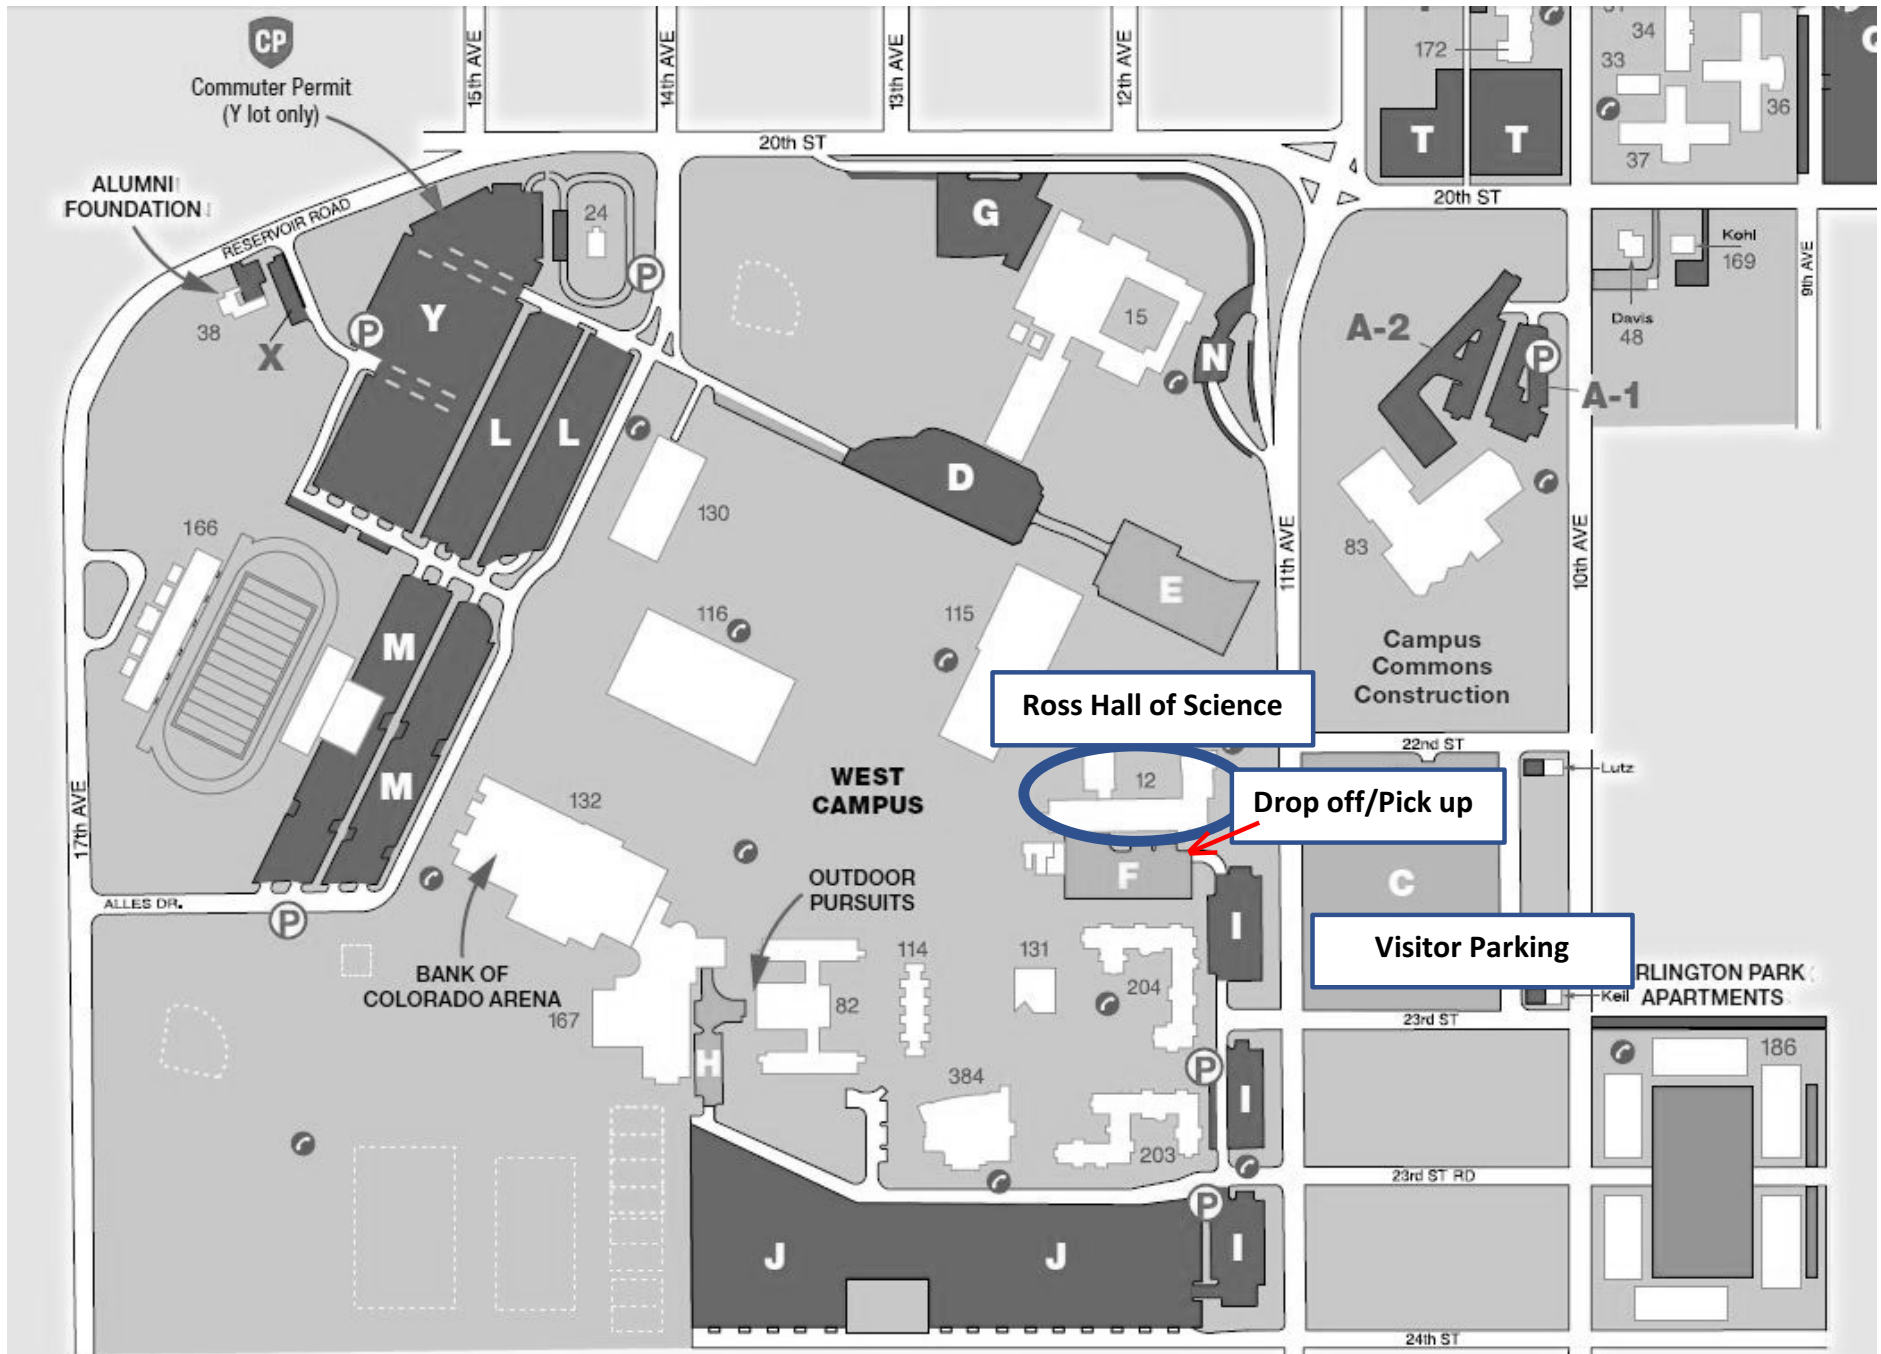 CP
Commuter Permit
(Y lot only)
15th AVE
14th AVE
13th AVE
12th AVE
20th ST
172
T
T
34
33
36
37
ALUMNI
FOUNDATION
RESERVOIR ROAD
24
G
20th ST
Kohl
169
9th AVE
Davis
48
38
X
P
P
Y
15
N
A-2
P
A-1
L
L
D
130
166
11th AVE
83
10th AVE
E
116
115
M
Campus
Commons
Construction
Ross Hall of Science
22nd ST
Lutz
M
132
WEST
CAMPUS
12
Drop off/Pick up
17th AVE
OUTDOOR
PURSUITS
F
C
ALLES DR.
P
I
Visitor Parking
BANK OF
COLORADO ARENA
114
131
204
RLINGTON PARK
APARTMENTS
Keil
167
82
23rd ST
H
384
P
186
I
203
23rd ST RD
P
J
J
I
24th ST